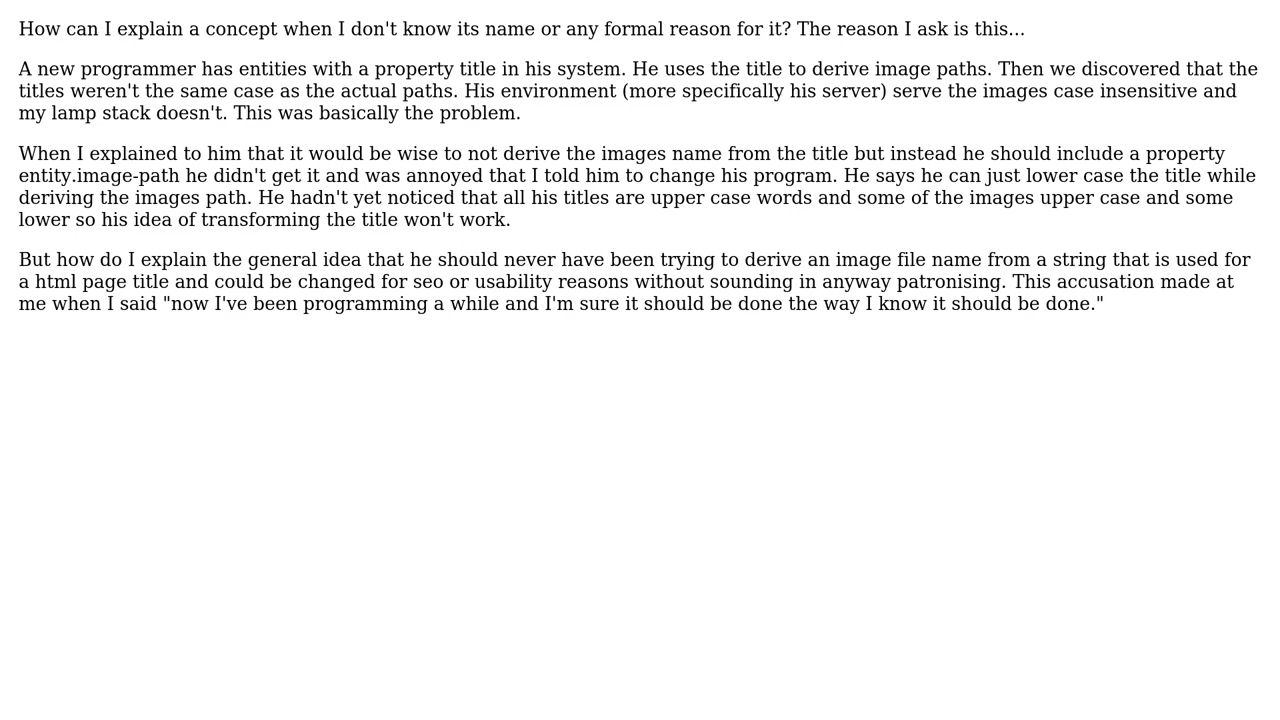 How can I explain a concept when I don't know its name or any formal reason for it? The reason I ask is this...
A new programmer has entities with a property title in his system. He uses the title to derive image paths. Then we discovered that the
titles weren't the same case as the actual paths. His environment (more specifically his server) serve the images case insensitive and
my lamp stack doesn't. This was basically the problem.
When I explained to him that it would be wise to not derive the images name from the title but instead he should include a property
entity.image-path he didn't get it and was annoyed that I told him to change his program. He says he can just lower case the title while
deriving the images path. He hadn't yet noticed that all his titles are upper case words and some of the images upper case and some
lower so his idea of transforming the title won't work.
But how do I explain the general idea that he should never have been trying to derive an image file name from a string that is used for
a html page title and could be changed for seo or usability reasons without sounding in anyway patronising. This accusation made at
me when I said "now I've been programming a while and I'm sure it should be done the way I know it should be done."